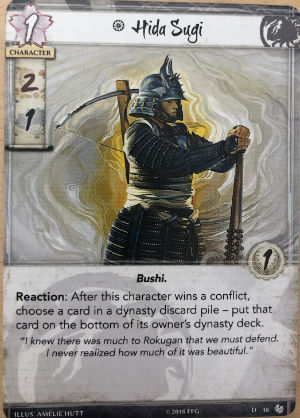 1
Hida Sugi
CHARACTER
2
1
1
Bushi.
Reaction: After this character wins a conflict,
choose a card in a dynasty discard pile – put that
card on the bottom of its owner's dynasty deck.
"I knew there was much to Rokugan that we must defend.
I never realized how much of it was beautiful."
ILLUS. AMÉLIE HUTT
©2018 FFG
D 48